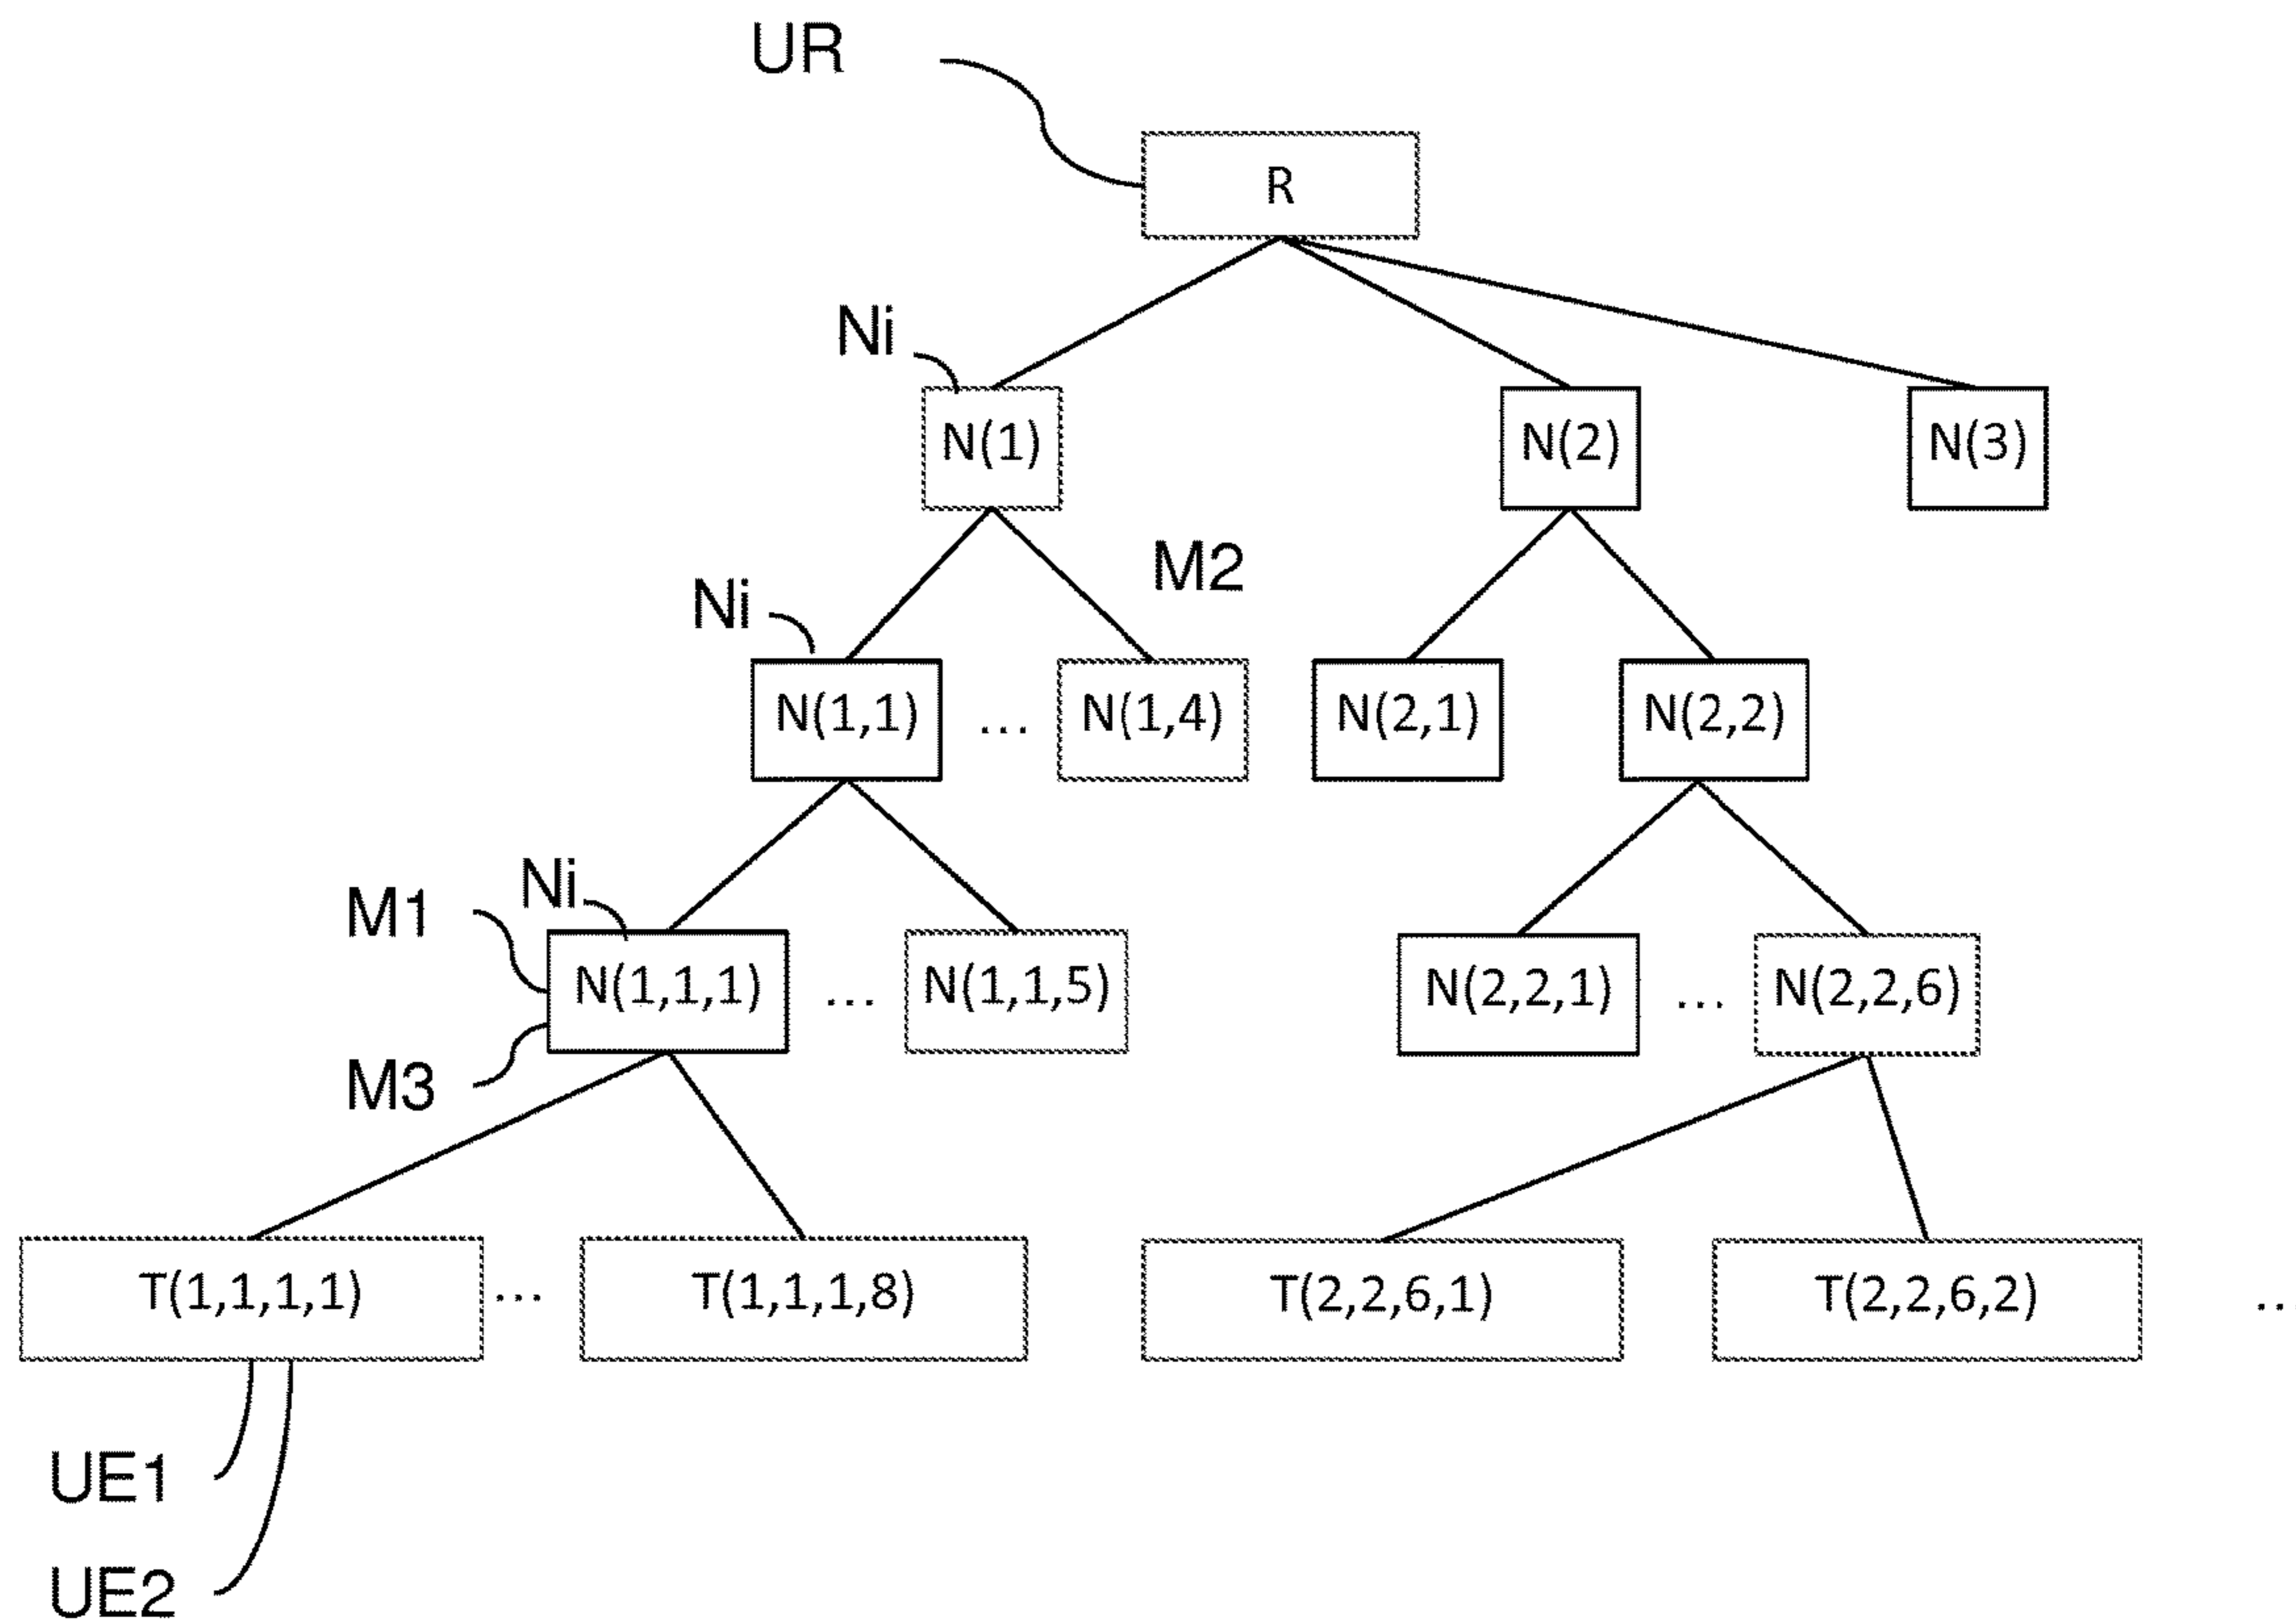 UR
R
Ni
N(1)
N(2)
N(3)
M2
Ni
N(1,1)
...
N(1,4)
N(2,1)
N(2,2)
M1
Ni
N(1,1,1)
...
N(1,1,5)
N(2,2,1)
...
N(2,2,6)
M3
T(1,1,1,1)
...
T(1,1,1,8)
T(2,2,6,1)
T(2,2,6,2)
...
UE1
UE2